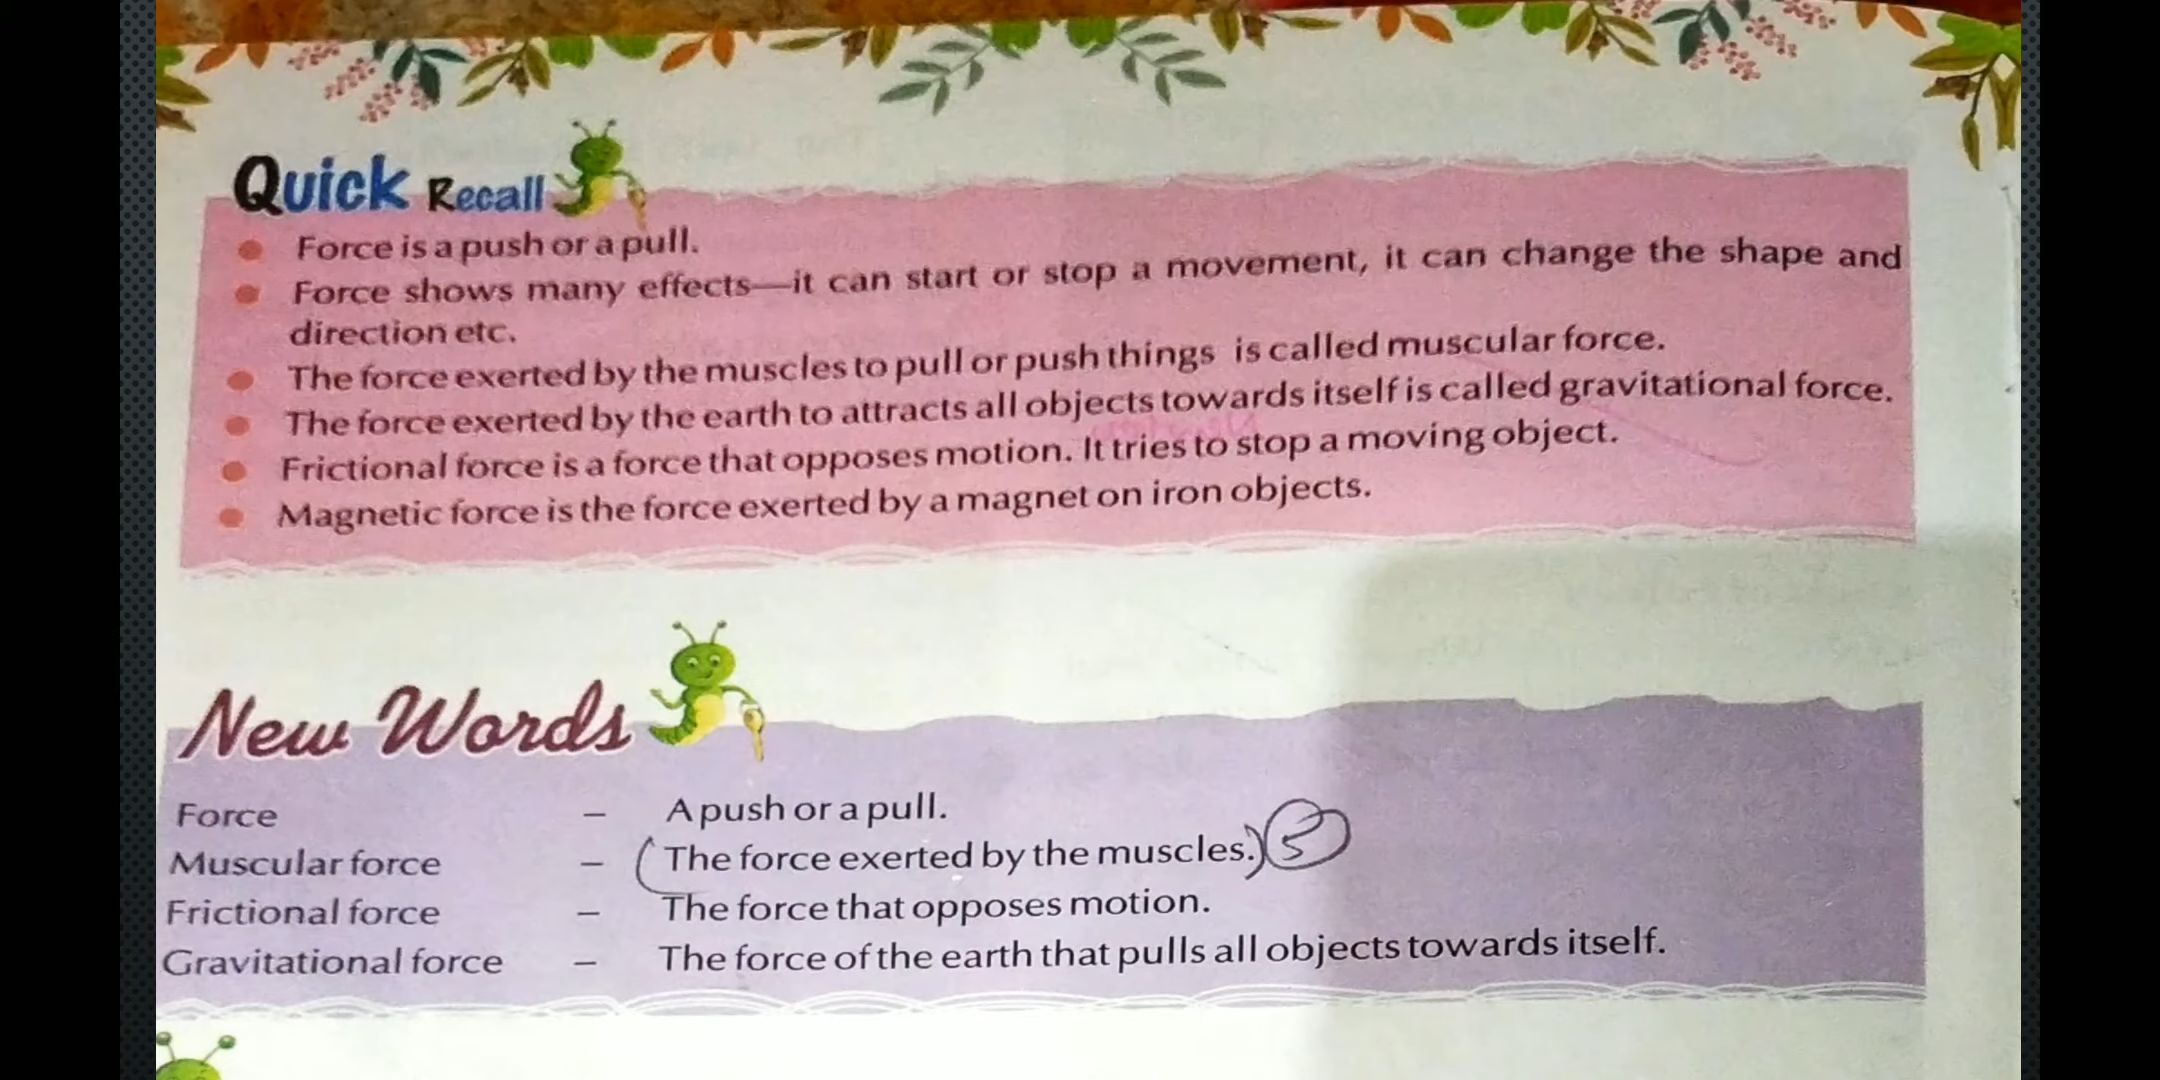 Quick Recall
Force is a push or a pull.
Force shows many effects—it can start or stop a movement, it can change the shape and
direction etc.
The force exerted by the muscles to pull or push things is called muscular force.
The force exerted by the earth to attracts all objects towards itself is called gravitational force.
Frictional force is a force that opposes motion. It tries to stop a moving object.
Magnetic force is the force exerted by a magnet on iron objects.
New Words
Force – A push or a pull.
Muscular force – (The force exerted by the muscles.) 5
Frictional force – The force that opposes motion.
Gravitational force – The force of the earth that pulls all objects towards itself.